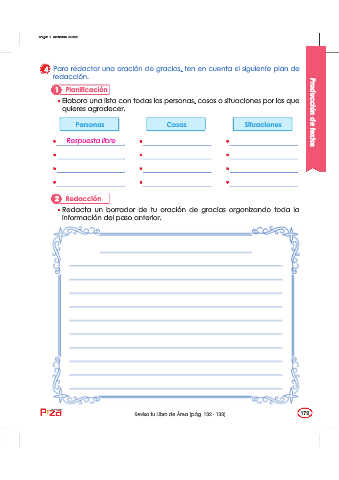 4 Para redactar una oración de gracias, ten en cuenta el siguiente plan de
redacción.
1 Planificación
• Elabora una lista con todas las personas, cosas o situaciones por las que
quieres agradecer.
Personas Cosas Situaciones
• Respuesta libre
2 Redacción
• Redacta un borrador de tu oración de gracias organizando toda la
información del paso anterior.
Producción de textos
Revisa tu Libro de Área (pág. 132 - 133)